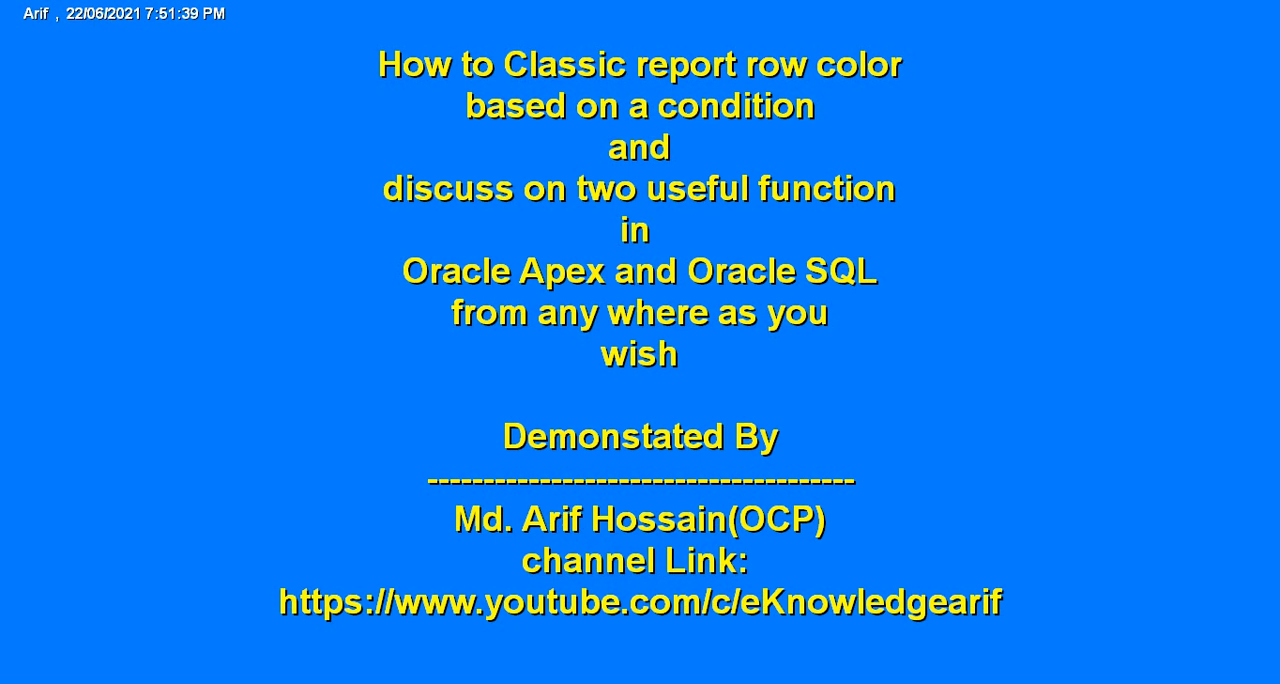 Arif , 22/06/2021 7:51:39 PM
How to Classic report row color
based on a condition
and
discuss on two useful function
in
Oracle Apex and Oracle SQL
from any where as you
wish
Demonstated By
---------------------------------------
Md. Arif Hossain(OCP)
channel Link:
https://www.youtube.com/c/eKnowledgearif